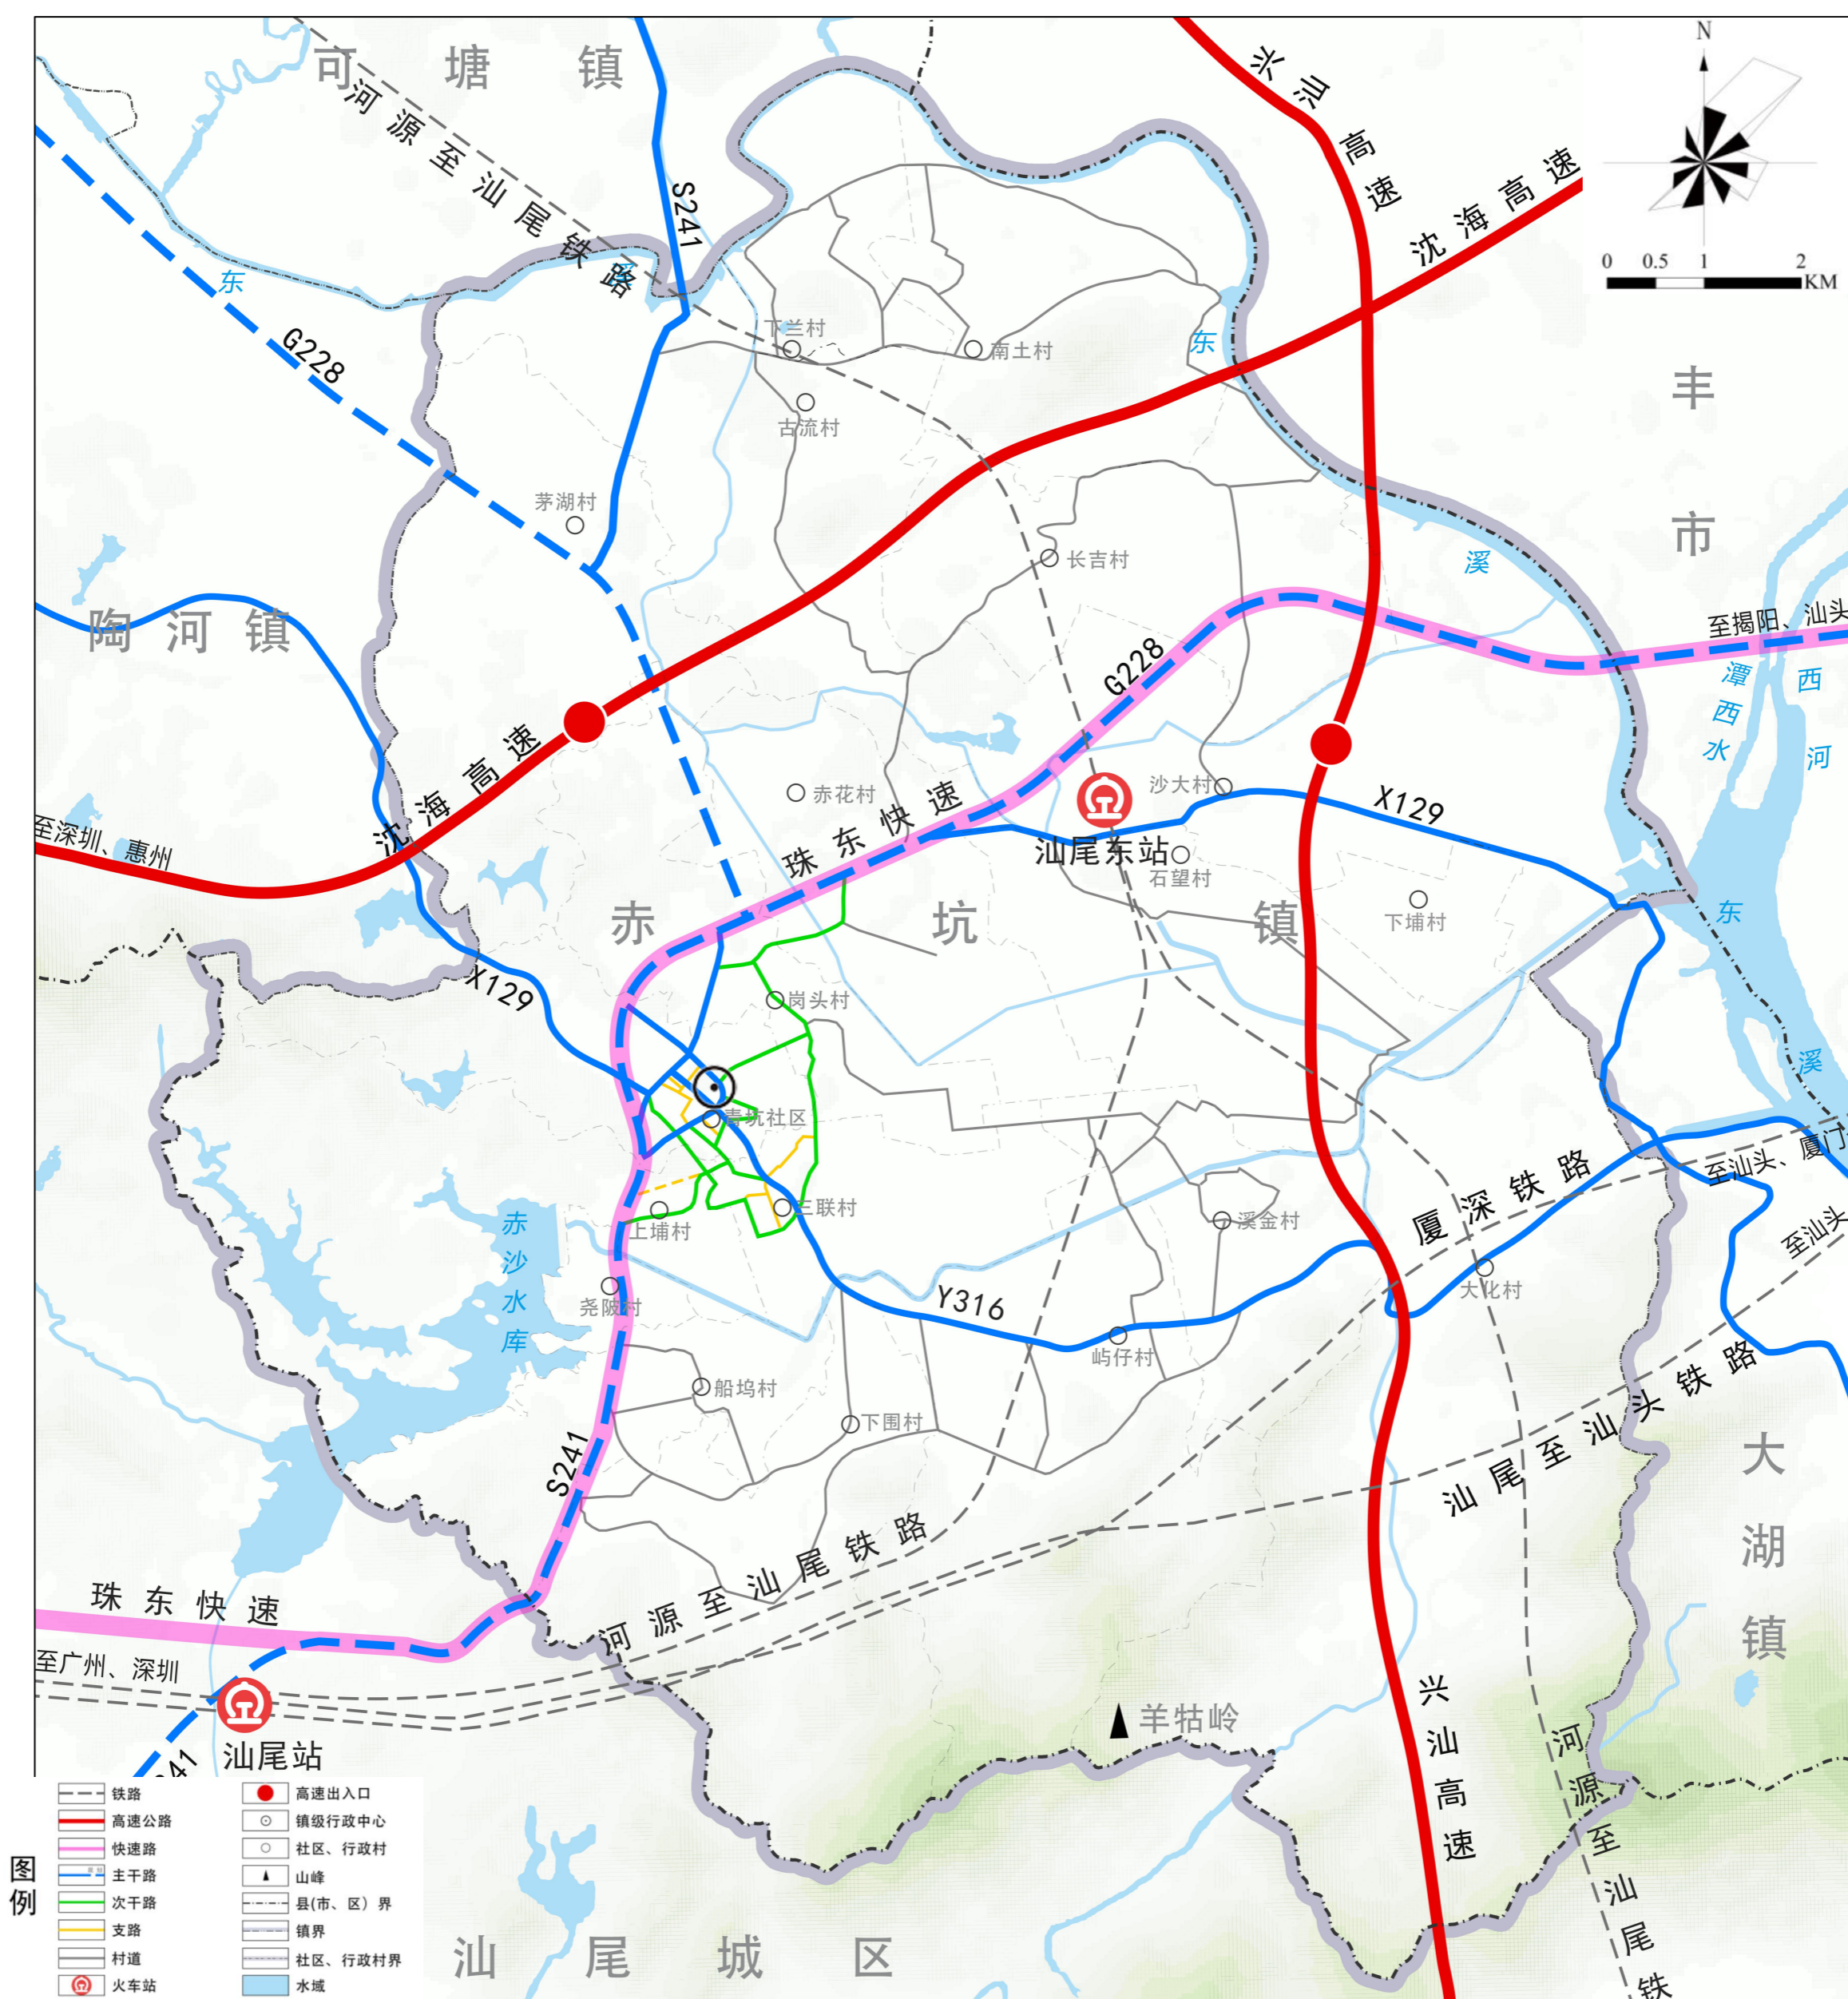 可塘镇
河源至汕尾铁路
S241
兴汕高速
沈海高速
N
0 0.5 1 2
KM
东
溪
G228
下兰村
南土村
古流村
东
丰
市
茅湖村
长吉村
溪
陶河镇
至揭阳、汕头
G228
潭西水
西河
沈海高速
至深圳、惠州
赤花村
珠东快速
沙大村
X129
汕尾东站
石望村
下埔村
赤坑镇
东
X129
岗头村
溪
青坑社区
至汕头、厦门
厦深铁路
三联村
上埔村
溪金村
赤沙水库
至汕头
尧陂村
大化村
Y316
屿仔村
船坞村
下围村
汕尾至汕头铁路
S241
大湖镇
河源至汕尾铁路
珠东快速
至广州、深圳
汕尾站
241
羊牯岭
兴汕高速
河源至汕尾铁
汕尾城区
图例
铁路
高速公路
快速路
主干路
次干路
支路
村道
火车站
高速出入口
镇级行政中心
社区、行政村
山峰
县(市、区）界
镇界
社区、行政村界
水域